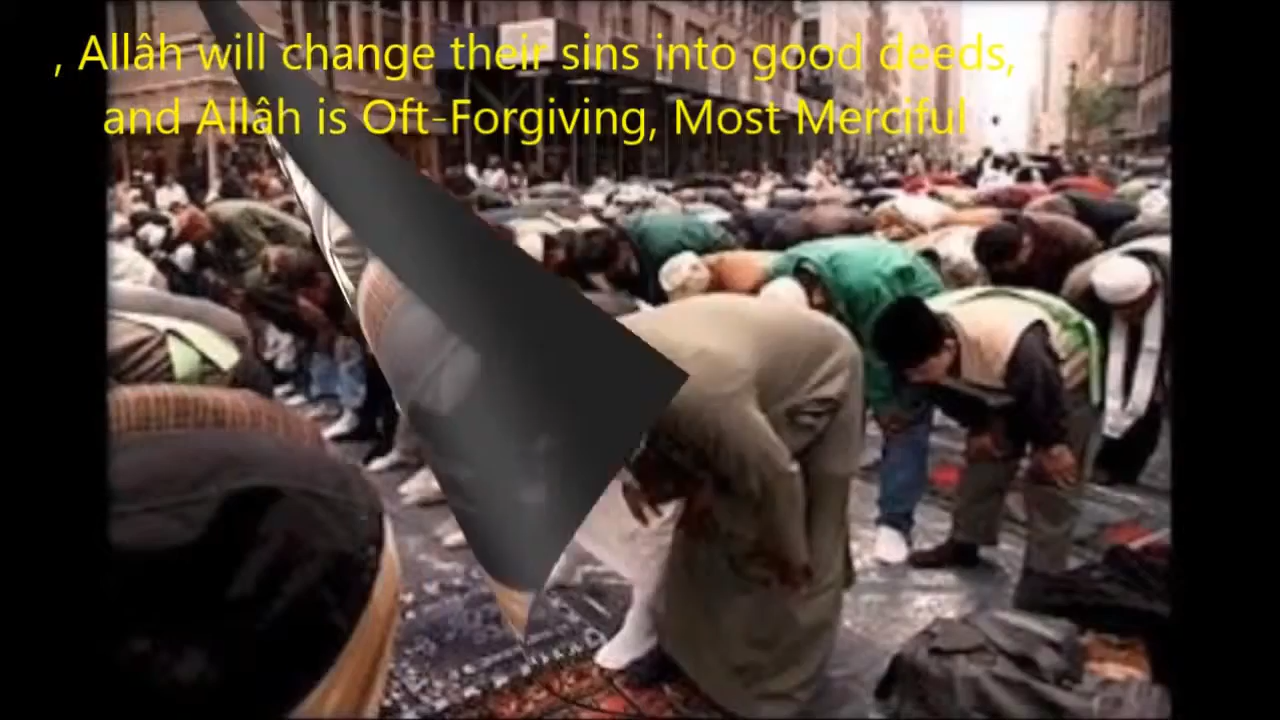 , Allâh will change their sins into good deeds,
and Allâh is Oft-Forgiving, Most Merciful